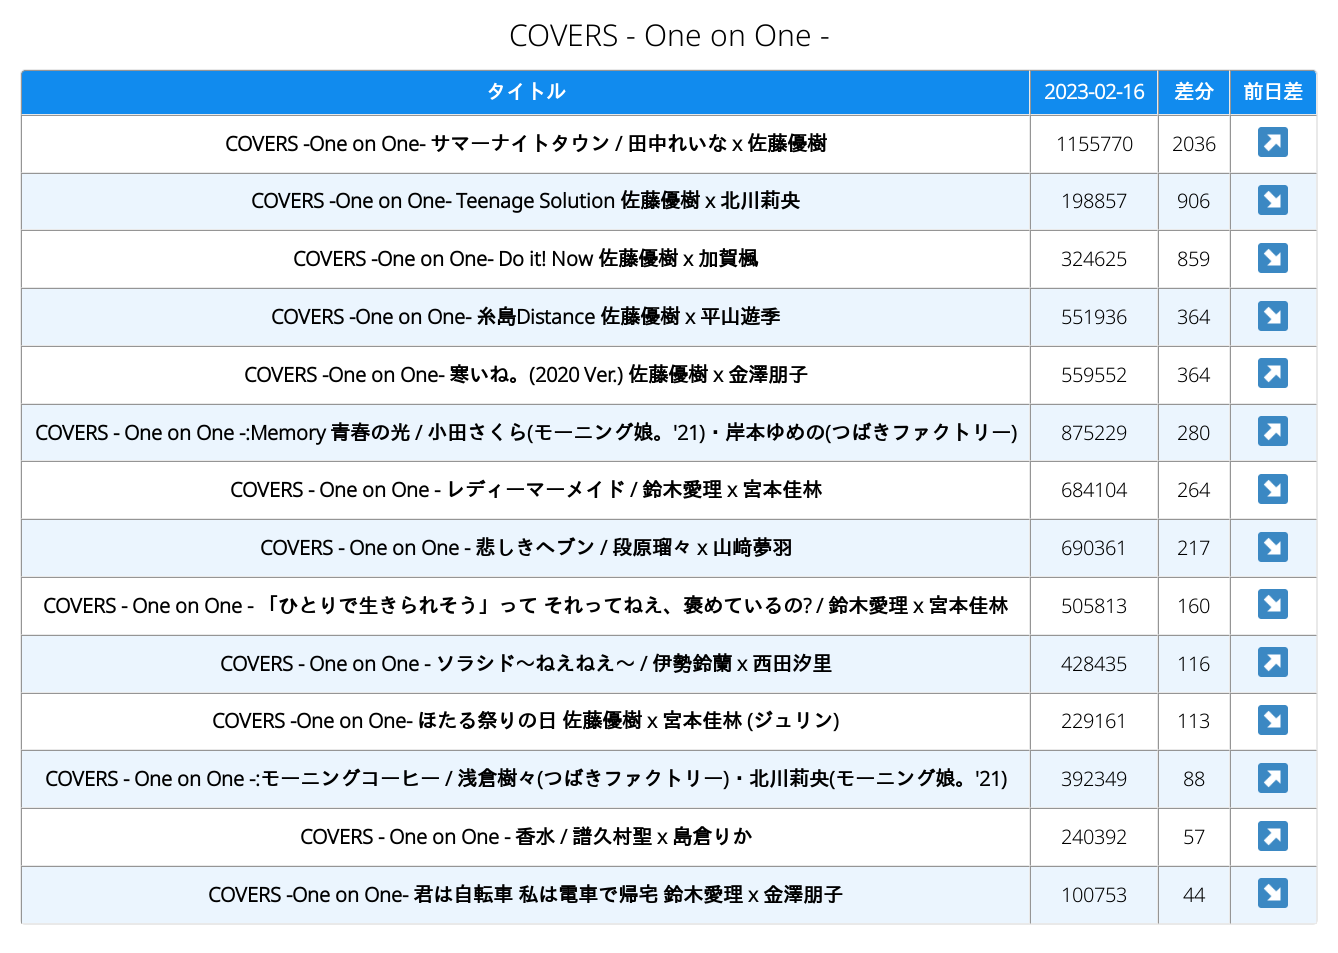 COVERS - One on One -
タイトル 2023-02-16 差分 前日差
COVERS -One on One- サマーナイトタウン / 田中れいな x 佐藤優樹 1155770 2036 ↗
COVERS -One on One- Teenage Solution 佐藤優樹 x 北川莉央 198857 906 ↘
COVERS -One on One- Do it! Now 佐藤優樹 x 加賀楓 324625 859 ↘
COVERS -One on One- 糸島Distance 佐藤優樹 x 平山遊季 551936 364 ↘
COVERS -One on One- 寒いね。(2020 Ver.) 佐藤優樹 x 金澤朋子 559552 364 ↗
COVERS - One on One -:Memory 青春の光 / 小田さくら(モーニング娘。'21)・岸本ゆめの(つばきファクトリー) 875229 280 ↗
COVERS - One on One - レディーマーメイド / 鈴木愛理 x 宮本佳林 684104 264 ↘
COVERS - One on One - 悲しきヘブン / 段原瑠々 x 山﨑夢羽 690361 217 ↘
COVERS - One on One - 「ひとりで生きられそう」って それってねえ、褒めているの? / 鈴木愛理 x 宮本佳林 505813 160 ↘
COVERS - One on One - ソラシド〜ねえねえ〜 / 伊勢鈴蘭 x 西田汐里 428435 116 ↗
COVERS -One on One- ほたる祭りの日 佐藤優樹 x 宮本佳林 (ジュリン) 229161 113 ↘
COVERS - One on One -:モーニングコーヒー / 浅倉樹々(つばきファクトリー)・北川莉央(モーニング娘。'21) 392349 88 ↗
COVERS - One on One - 香水 / 譜久村聖 x 島倉りか 240392 57 ↗
COVERS -One on One- 君は自転車 私は電車で帰宅 鈴木愛理 x 金澤朋子 100753 44 ↘